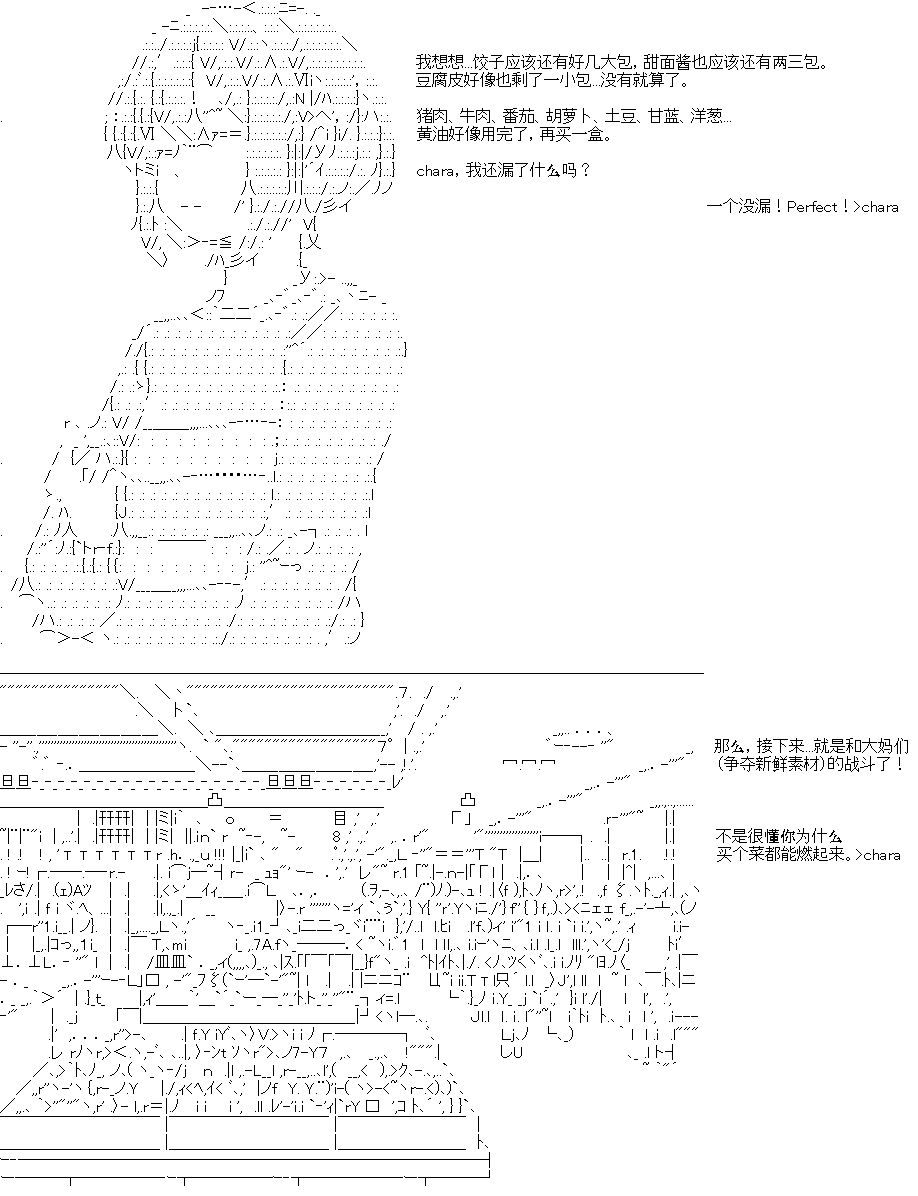 我想想...饺子应该还有好几大包，甜面酱也应该还有两三包。
豆腐皮好像也剩了一小包...没有就算了。
猪肉、牛肉、番茄、胡萝卜、土豆、甘蓝、洋葱...
黄油好像用完了，再买一盒。
chara，我还漏了什么吗？
一个没漏！Perfect！>chara
那么，接下来...就是和大妈们
（争夺新鲜素材）的战斗了！
不是很懂你为什么
买个菜都能燃起来。>chara